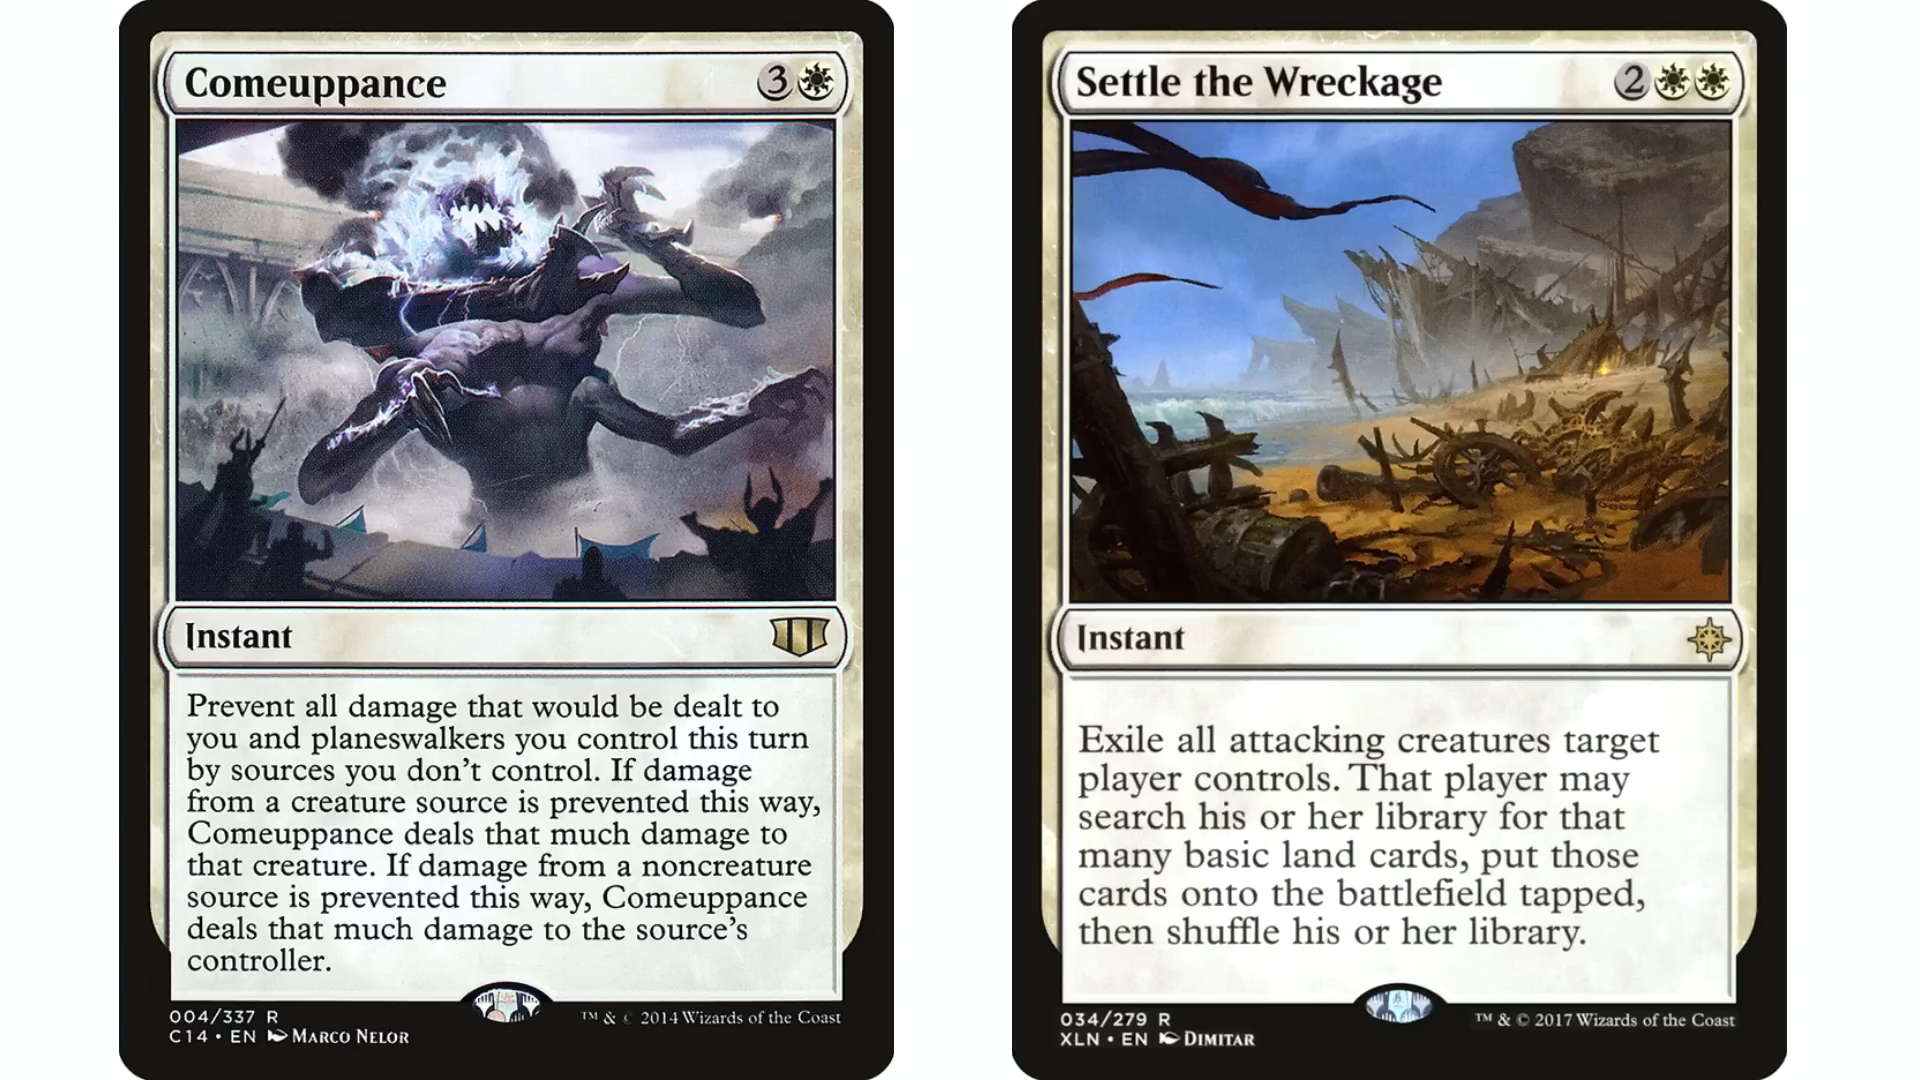 Comeuppance
3
Instant
Prevent all damage that would be dealt to
you and planeswalkers you control this turn
by sources you don't control. If damage
from a creature source is prevented this way,
Comeuppance deals that much damage to
that creature. If damage from a noncreature
source is prevented this way, Comeuppance
deals that much damage to the source's
controller.
004/337 R
C14 • EN MARCO NELOR
™ & © 2014 Wizards of the Coast
Settle the Wreckage
2
Instant
Exile all attacking creatures target
player controls. That player may
search his or her library for that
many basic land cards, put those
cards onto the battlefield tapped,
then shuffle his or her library.
034/279 R
XLN • EN DIMITAR
™ & © 2017 Wizards of the Coast